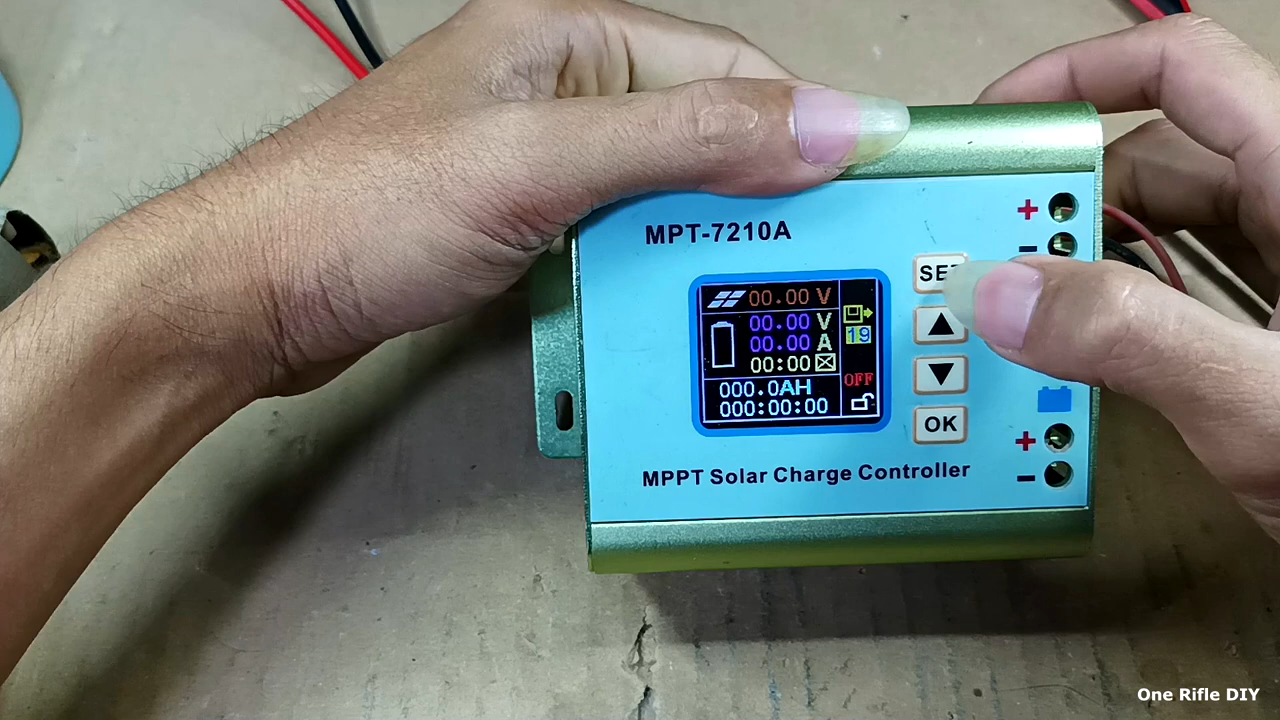 MPT-7210A
+
-
SET
00.00 V
00.00 V
00.00 A
00:00
19
OFF
000.0AH
000:00:00
OK
+
-
MPPT Solar Charge Controller
One Rifle DIY